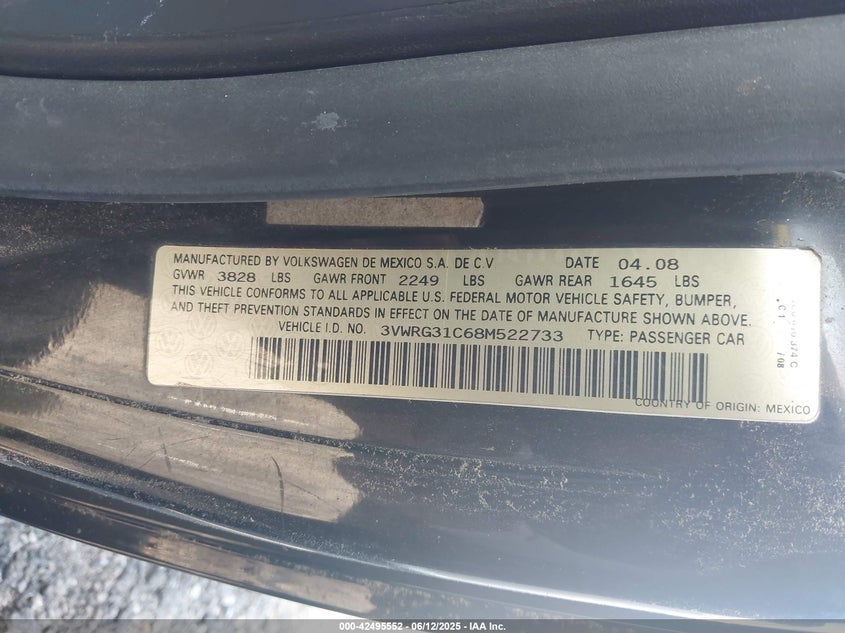 MANUFACTURED BY VOLKSWAGEN DE MEXICO S.A. DE C.V DATE 04.08
GVWR 3828 LBS GAWR FRONT 2249 LBS GAWR REAR 1645 LBS
THIS VEHICLE CONFORMS TO ALL APPLICABLE U.S. FEDERAL MOTOR VEHICLE SAFETY, BUMPER,
AND THEFT PREVENTION STANDARDS IN EFFECT ON THE DATE OF MANUFACTURE SHOWN ABOVE.
VEHICLE I.D. NO. 3VWRG31C68M522733 TYPE: PASSENGER CAR
COUNTRY OF ORIGIN: MEXICO
000-42495552 - 06/12/2025 - IAA Inc.